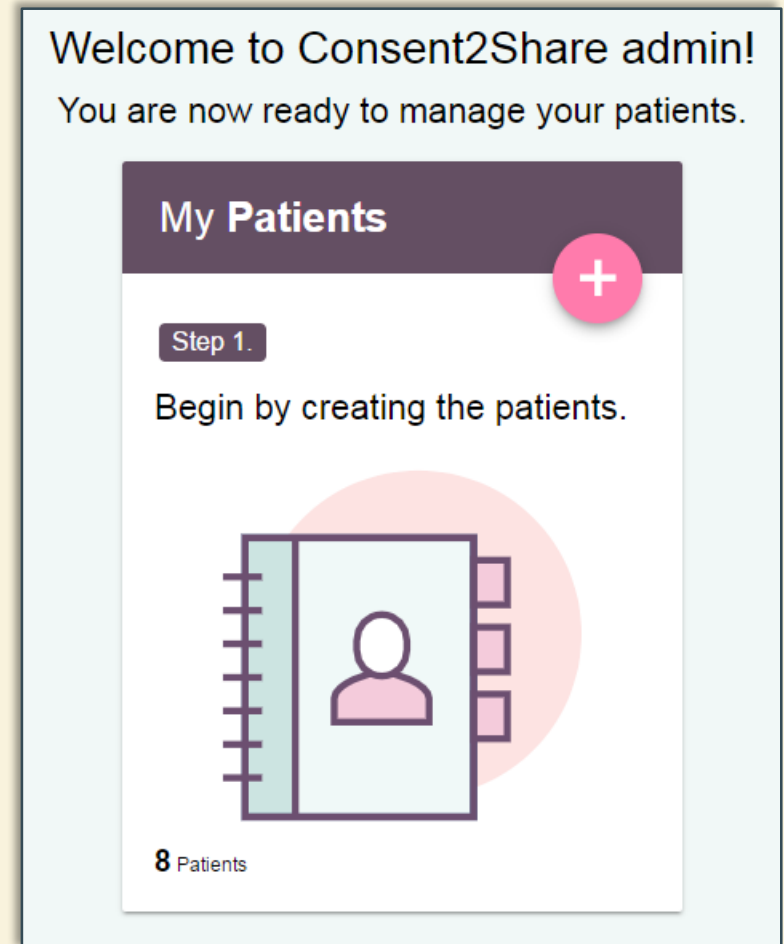 Welcome to Consent2Share admin!
You are now ready to manage your patients.
My Patients
+
Step 1.
Begin by creating the patients.
8 Patients